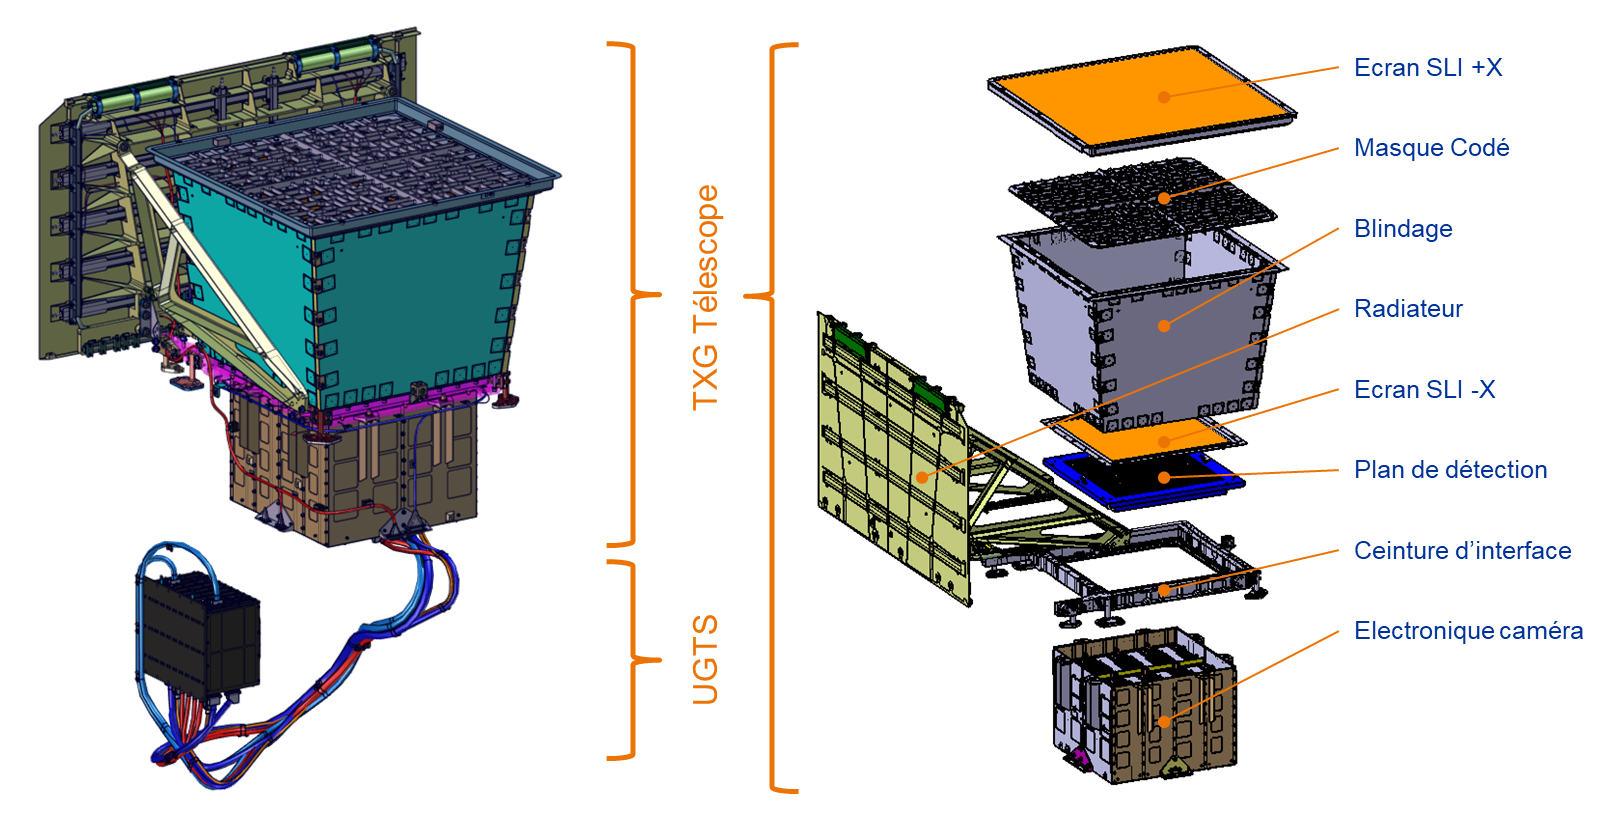 TXG Télescope
UGTS
Ecran SLI +X
Masque Codé
Blindage
Radiateur
Ecran SLI -X
Plan de détection
Ceinture d’interface
Electronique caméra